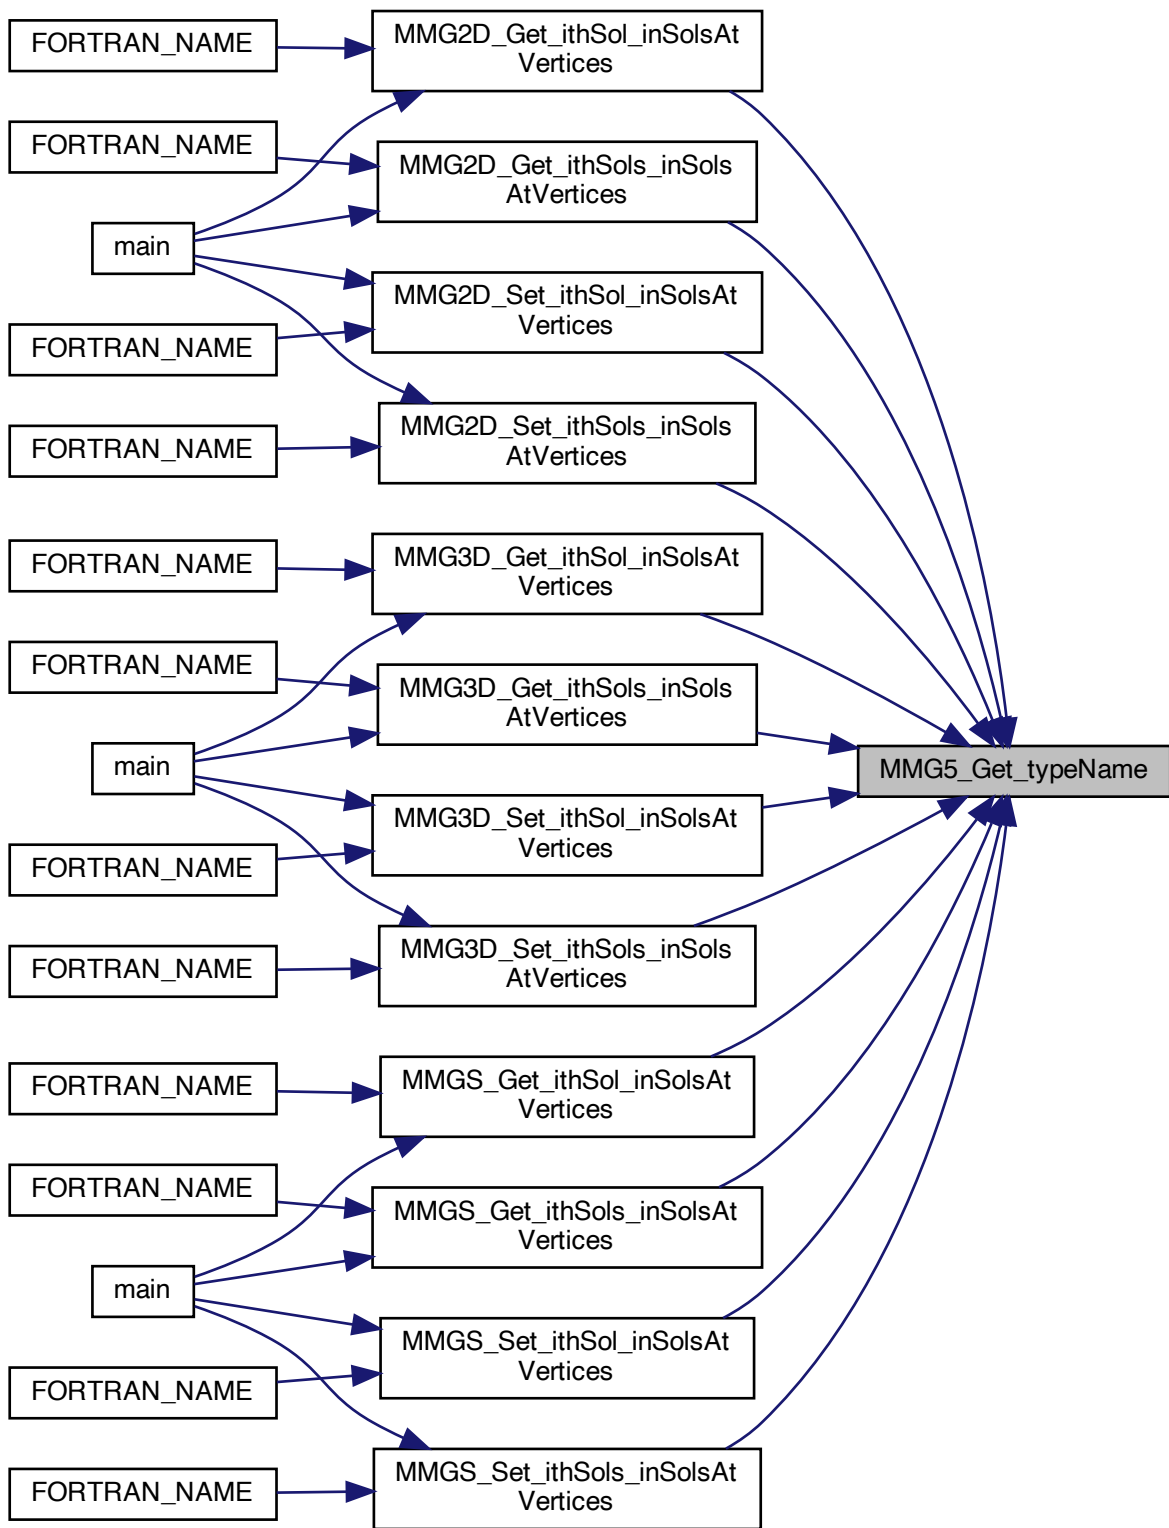 FORTRAN_NAME
MMG2D_Get_ithSol_inSolsAt
Vertices
FORTRAN_NAME
MMG2D_Get_ithSols_inSols
AtVertices
main
MMG2D_Set_ithSol_inSolsAt
Vertices
FORTRAN_NAME
MMG2D_Set_ithSols_inSols
AtVertices
FORTRAN_NAME
MMG3D_Get_ithSol_inSolsAt
Vertices
FORTRAN_NAME
FORTRAN_NAME
MMG3D_Get_ithSols_inSols
AtVertices
main
MMG5_Get_typeName
MMG3D_Set_ithSol_inSolsAt
Vertices
FORTRAN_NAME
MMG3D_Set_ithSols_inSols
AtVertices
FORTRAN_NAME
MMGS_Get_ithSol_inSolsAt
Vertices
FORTRAN_NAME
FORTRAN_NAME
MMGS_Get_ithSols_inSolsAt
Vertices
main
MMGS_Set_ithSol_inSolsAt
Vertices
FORTRAN_NAME
MMGS_Set_ithSols_inSolsAt
Vertices
FORTRAN_NAME